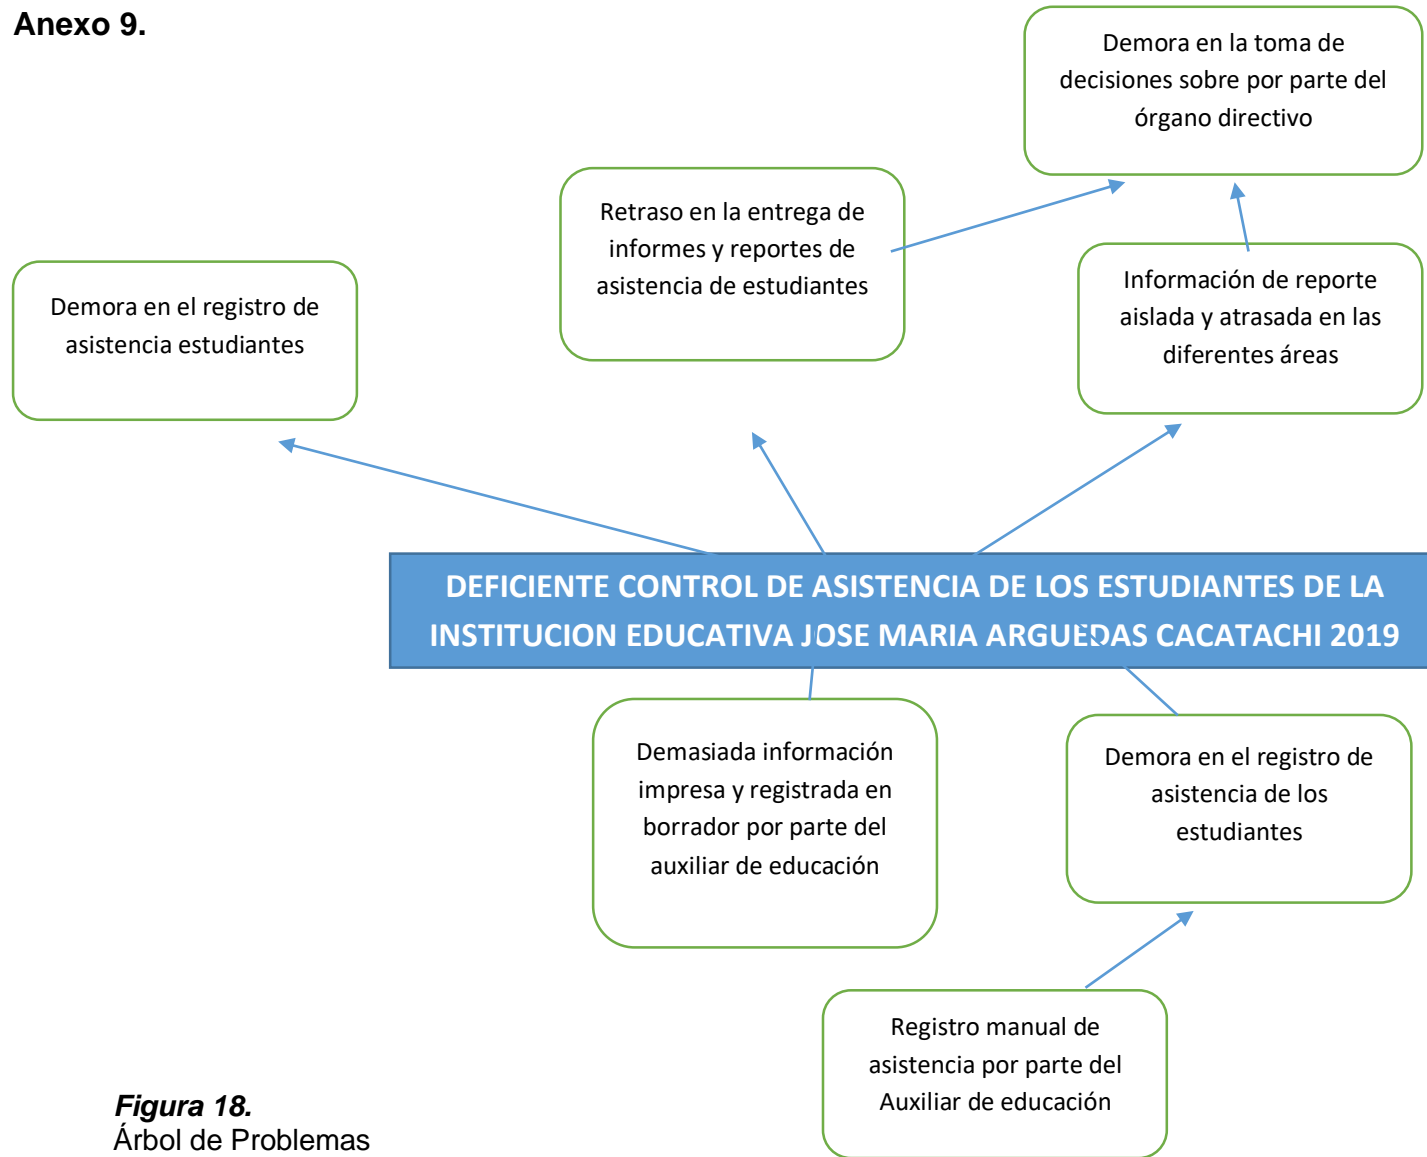 Anexo 9.
Demora en la toma de
decisiones sobre por parte del
órgano directivo
Retraso en la entrega de
informes y reportes de
asistencia de estudiantes
Información de reporte
aislada y atrasada en las
diferentes áreas
Demora en el registro de
asistencia estudiantes
DEFICIENTE CONTROL DE ASISTENCIA DE LOS ESTUDIANTES DE LA
INSTITUCION EDUCATIVA JOSE MARIA ARGUEDAS CACATACHI 2019
Demasiada información
impresa y registrada en
borrador por parte del
auxiliar de educación
Demora en el registro de
asistencia de los
estudiantes
Registro manual de
asistencia por parte del
Auxiliar de educación
Figura 18.
Árbol de Problemas